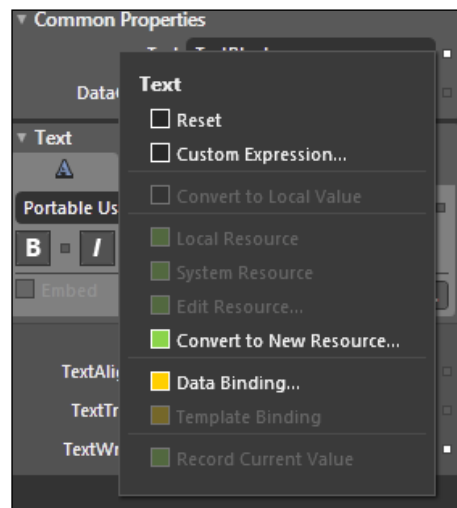 Common Properties
Text
Reset
Custom Expression...
Convert to Local Value
Local Resource
System Resource
Edit Resource...
Convert to New Resource...
Data Binding...
Template Binding
Record Current Value
Text
A
Portable Us
B I
Embed
TextAli
TextTr
TextWr